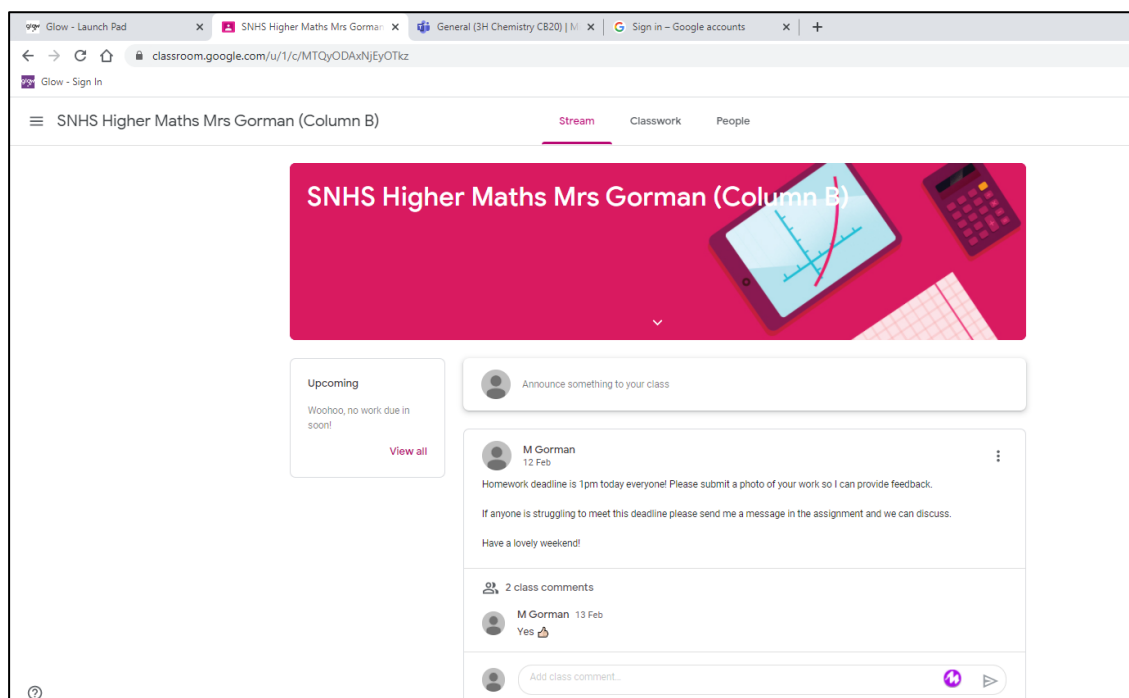 Glow - Launch Pad
SNHS Higher Maths Mrs Gorman
General (3H Chemistry CB20) | M
Sign in – Google accounts
classroom.google.com/u/1/c/MTQyODAxNjEyOTkz
Glow - Sign In
SNHS Higher Maths Mrs Gorman (Column B)
Stream Classwork People
SNHS Higher Maths Mrs Gorman (Column B)
Upcoming
Woohoo, no work due in
soon!
View all
Announce something to your class
M Gorman
12 Feb
Homework deadline is 1pm today everyone! Please submit a photo of your work so I can provide feedback.
If anyone is struggling to meet this deadline please send me a message in the assignment and we can discuss.
Have a lovely weekend!
2 class comments
M Gorman 13 Feb
Yes 👍
Add class comment...